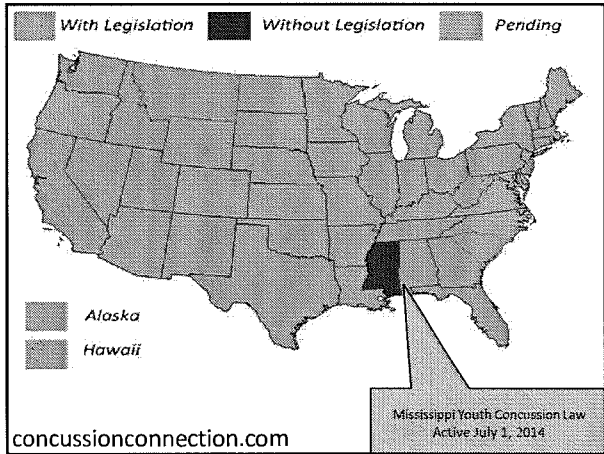 With Legislation Without Legislation Pending
Alaska
Hawaii
Mississippi Youth Concussion Law
Active July 1, 2014
concussionconnection.com